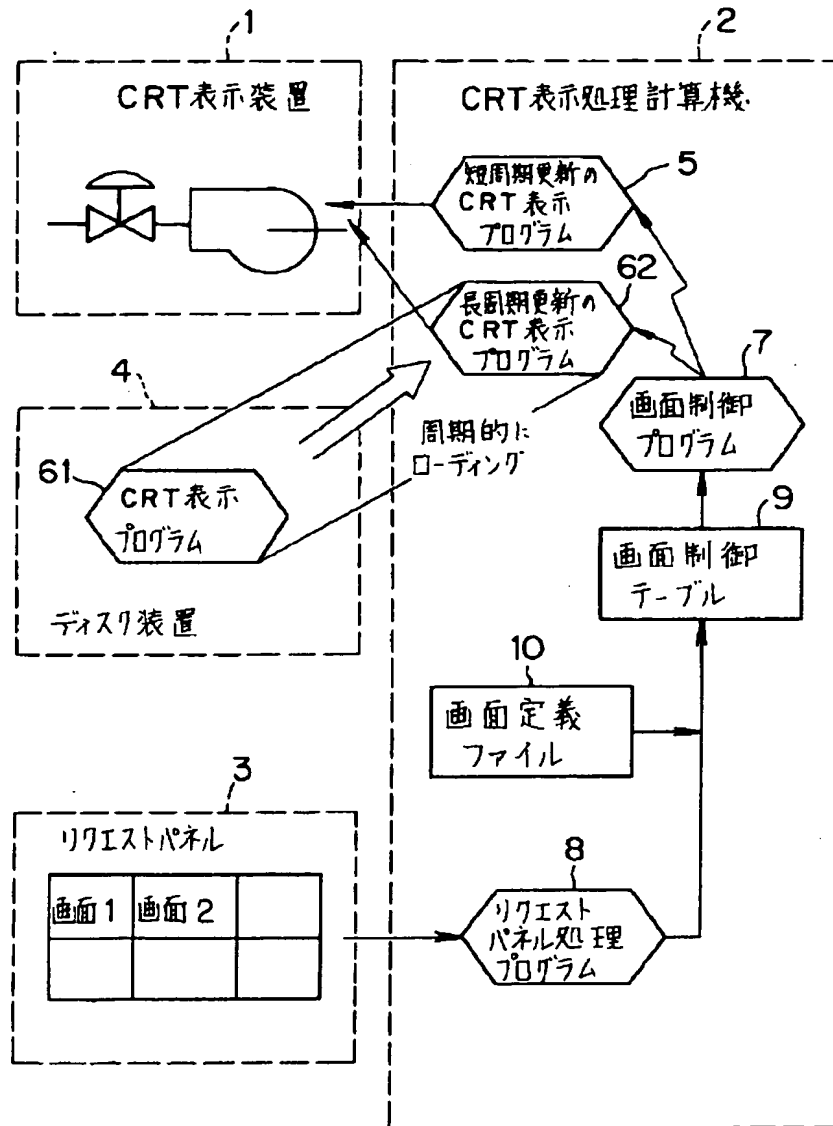 1
2
CRT表示装置
CRT表示処理計算機
短周期更新の
CRT表示
プログラム
5
長周期更新の
CRT表示
プログラム
62
7
画面制御
プログラム
4
周期的に
ローディング
61
CRT表示
プログラム
ディスク装置
9
画面制御
テーブル
10
画面定義
ファイル
3
リクエストパネル
画面1 画面2
8
リクエスト
パネル処理
プログラム